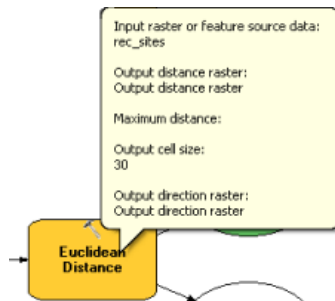 Input raster or feature source data:
rec_sites
Output distance raster:
Output distance raster
Maximum distance:
Output cell size:
30
Output direction raster:
Output direction raster
Euclidean
Distance